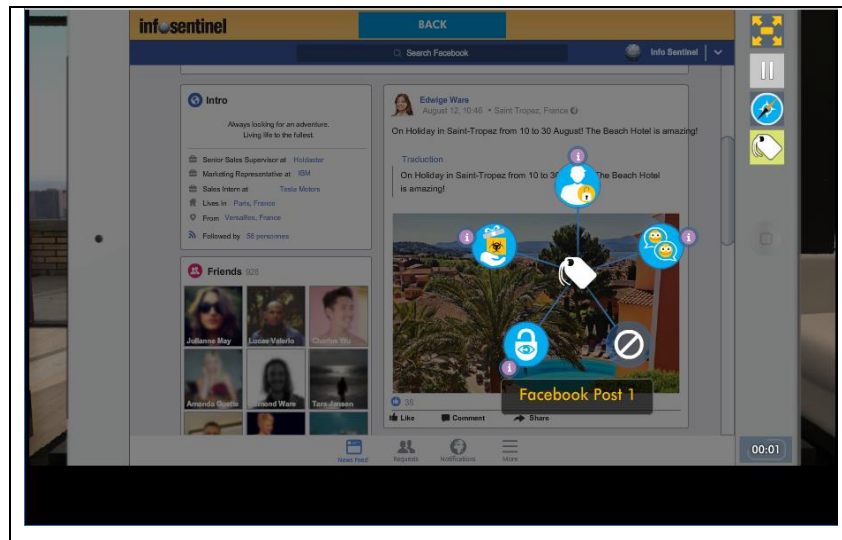 infosentinel
BACK
Search Facebook
Info Sentinel
Intro
Always looking for an adventure.
Living life to the fullest.
Senior Sales Supervisor at Holdastor
Marketing Representative at IBM
Sales Intern at Tesla Motors
Lives in Paris, France
From Versailles, France
Followed by 56 personnes
Friends 928
Julianne May
Lucas Valerio
Charles Wu
Amanda
mond Ware
Tara Jensen
Edwige Ware
August 12, 10:46 • Saint Tropez, France
On Holiday in Saint-Tropez from 10 to 30 August! The Beach Hotel is amazing!
Traduction
On Holiday in Saint-Tropez from 10 to 30 The Beach Hotel
is amazing!
Facebook Post 1
38
Like Comment Share
News Feed Requests Notifications More
00:01